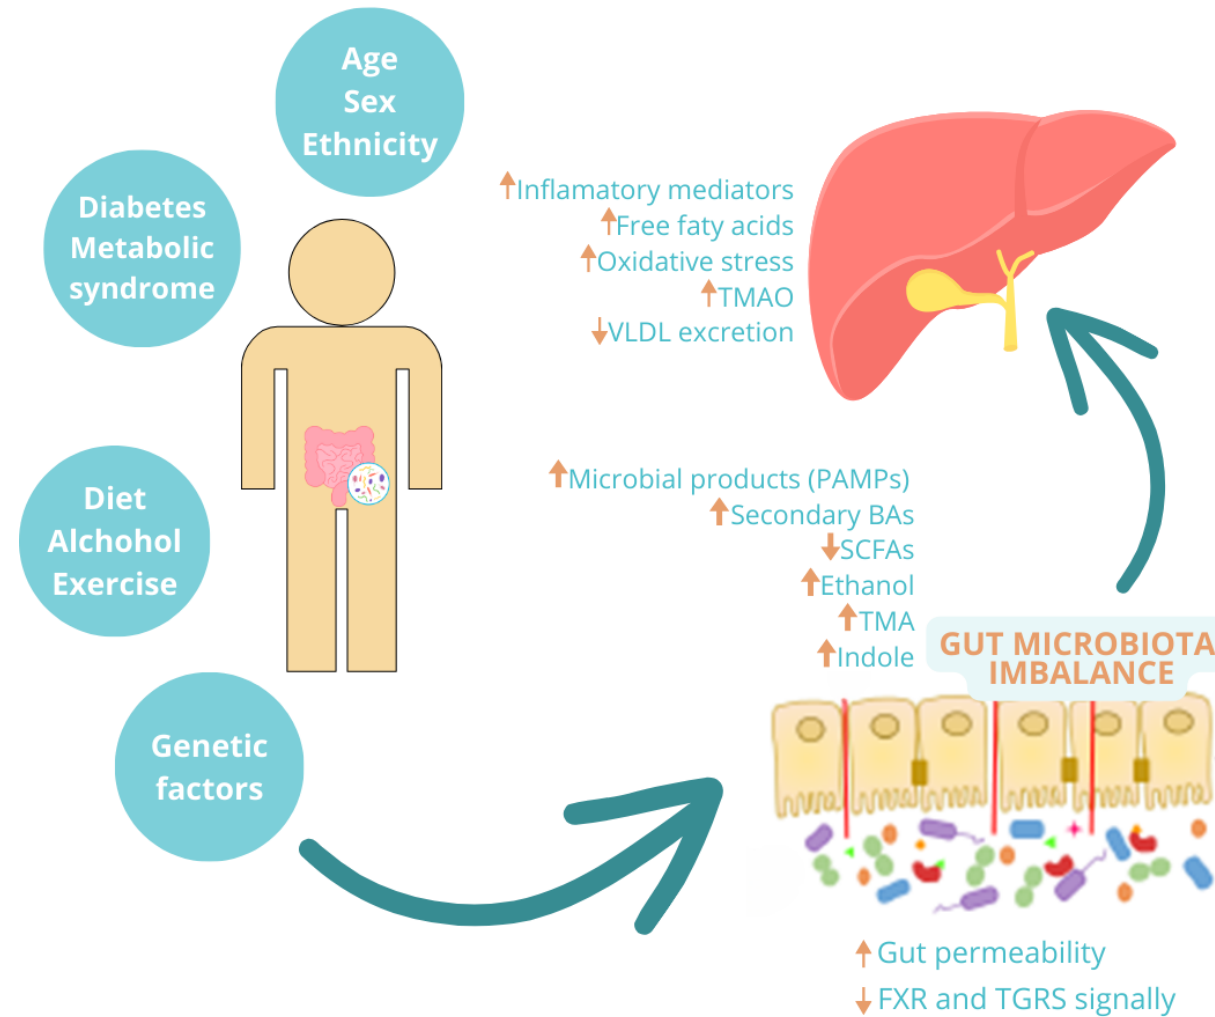 Age
Sex
Ethnicity
Diabetes
Metabolic
syndrome
Diet
Alchohol
Exercise
Genetic
factors
Inflamatory mediators
Free faty acids
Oxidative stress
TMAO
VLDL excretion
Microbial products (PAMPs)
Secondary BAs
SCFAs
Ethanol
TMA
Indole
GUT MICROBIOTA
IMBALANCE
Gut permeability
FXR and TGRS signally